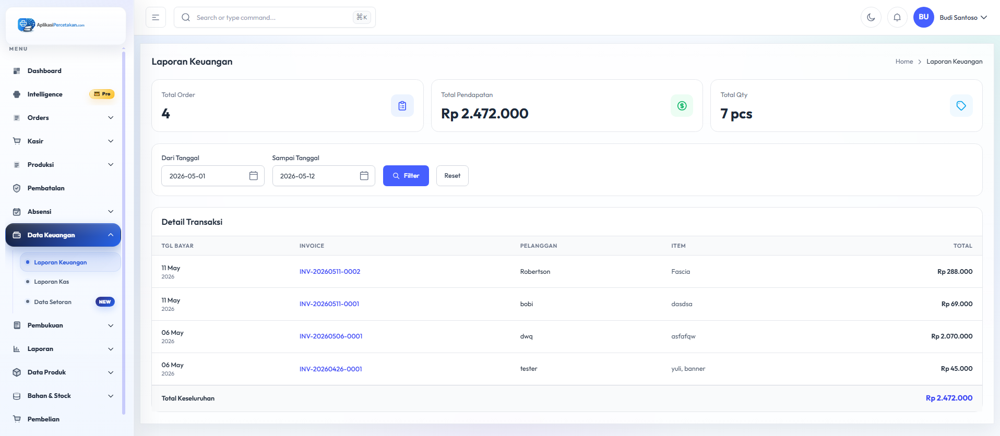 AplikasiPercetakan.com
Search or type command...
⌘K
BU
Budi Santoso
MENU
Dashboard
Intelligence
Pro
Orders
Kasir
Produksi
Pembatalan
Absensi
Data Keuangan
Laporan Keuangan
Laporan Kas
Data Setoran
NEW
Pembukuan
Laporan
Data Produk
Bahan & Stock
Pembelian
Laporan Keuangan
Home > Laporan Keuangan
Total Order
4
Total Pendapatan
Rp 2.472.000
Total Qty
7 pcs
Dari Tanggal
2026-05-01
Sampai Tanggal
2026-05-12
Filter
Reset
Detail Transaksi
TGL BAYAR INVOICE PELANGGAN ITEM TOTAL
11 May
2026
INV-20260511-0002 Robertson Fascia Rp 288.000
11 May
2026
INV-20260511-0001 bobi dasdsa Rp 69.000
06 May
2026
INV-20260506-0001 dwq asfafqw Rp 2.070.000
06 May
2026
INV-20260426-0001 tester yuli, banner Rp 45.000
Total Keseluruhan Rp 2.472.000